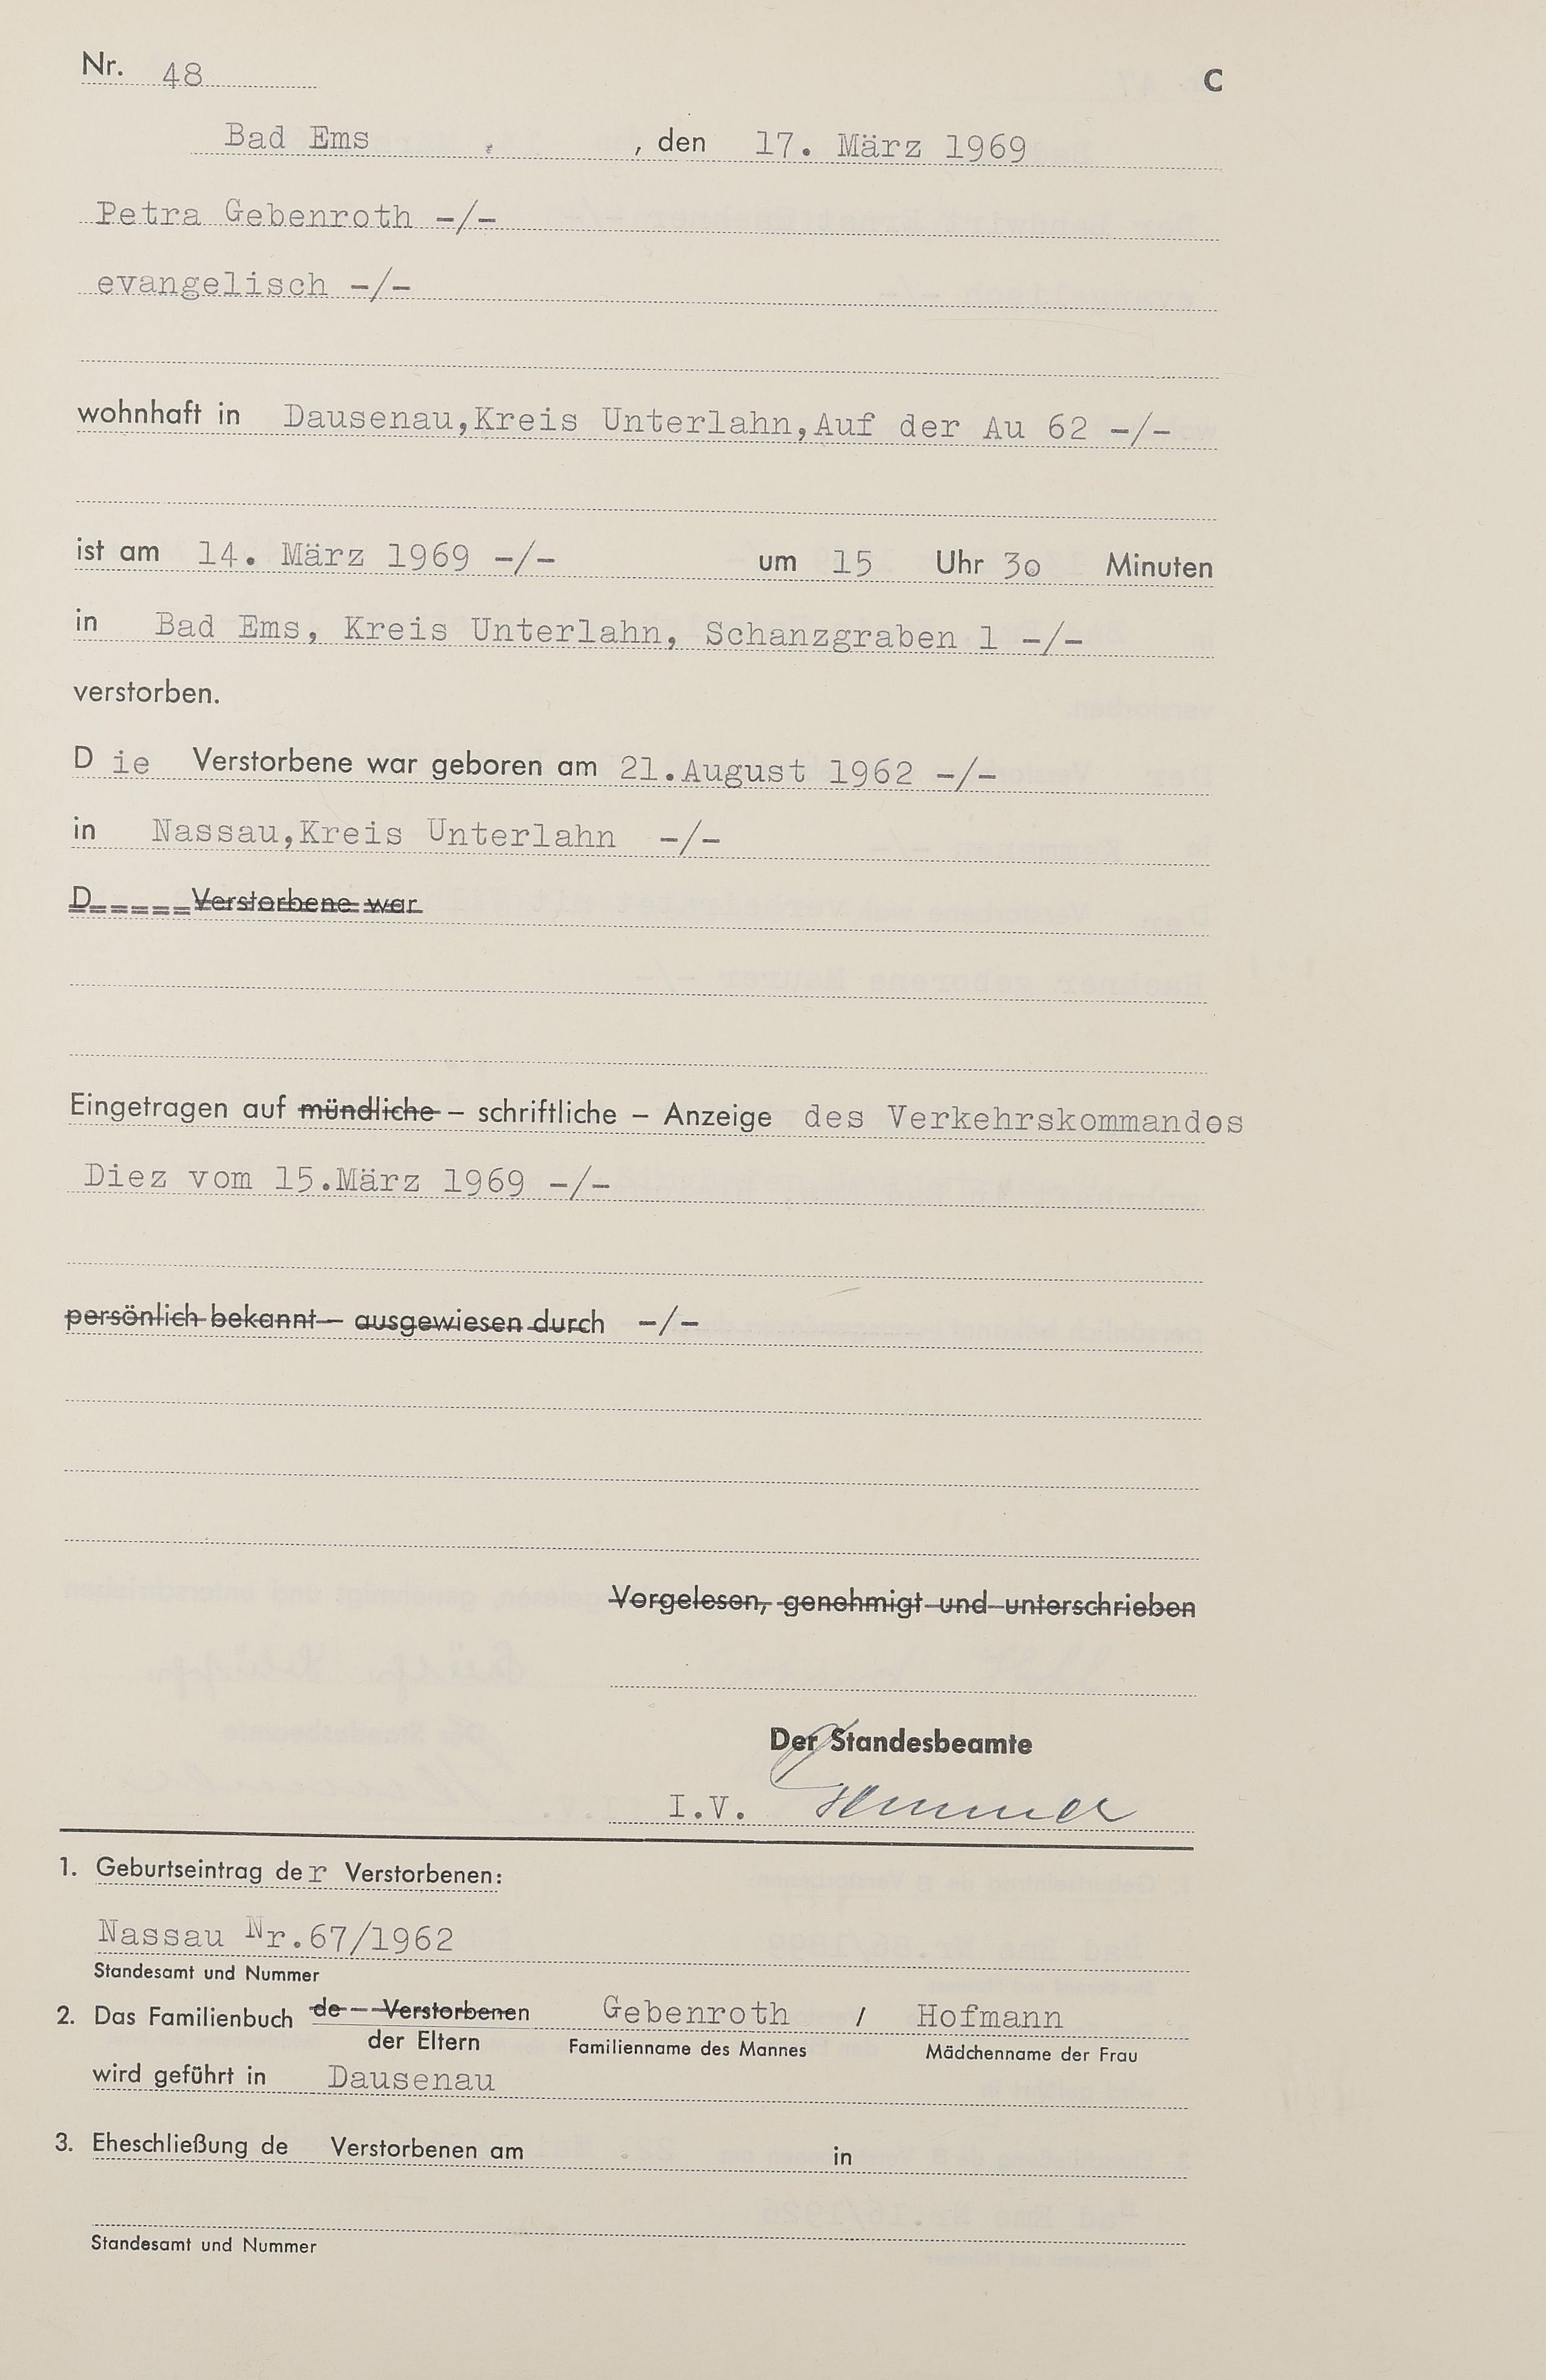 Nr. 48
C
Bad Ems , den 17. März 1969
Petra Gebenroth -/-
evangelisch -/-
wohnhaft in Dausenau,Kreis Unterlahn,Auf der Au 62 -/-
ist am 14. März 1969 -/- um 15 Uhr 30 Minuten
in Bad Ems, Kreis Unterlahn, Schanzgraben 1 -/-
verstorben.
Die Verstorbene war geboren am 21.August 1962 -/-
in Nassau,Kreis Unterlahn -/-
D Verstorbene war
Eingetragen auf mündliche – schriftliche – Anzeige des Verkehrskommandos
Diez vom 15.März 1969 -/-
persönlich bekannt – ausgewiesen durch -/-
Vorgelesen, genehmigt und unterschrieben
Der Standesbeamte
I.V.
1. Geburtseintrag der Verstorbenen:
Nassau Nr.67/1962
Standesamt und Nummer
2. Das Familienbuch de Verstorbenen Gebenroth / Hofmann
der Eltern Familienname des Mannes Mädchenname der Frau
wird geführt in Dausenau
3. Eheschließung de Verstorbenen am in
Standesamt und Nummer